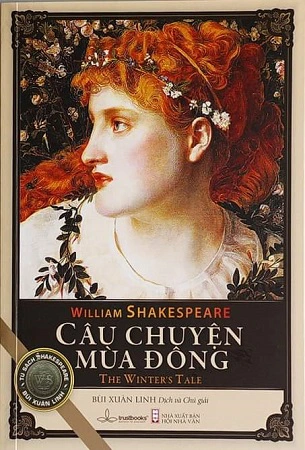 WILLIAM SHAKESPEARE
CÂU CHUYỆN
MÙA ĐÔNG
THE WINTER'S TALE
BÙI XUÂN LINH Dịch và Chú giải
TỦ SÁCH SHAKESPEARE
VS
BÙI XUÂN LINH
trustbooks
NHÀ XUẤT BẢN
HỘI NHÀ VĂN